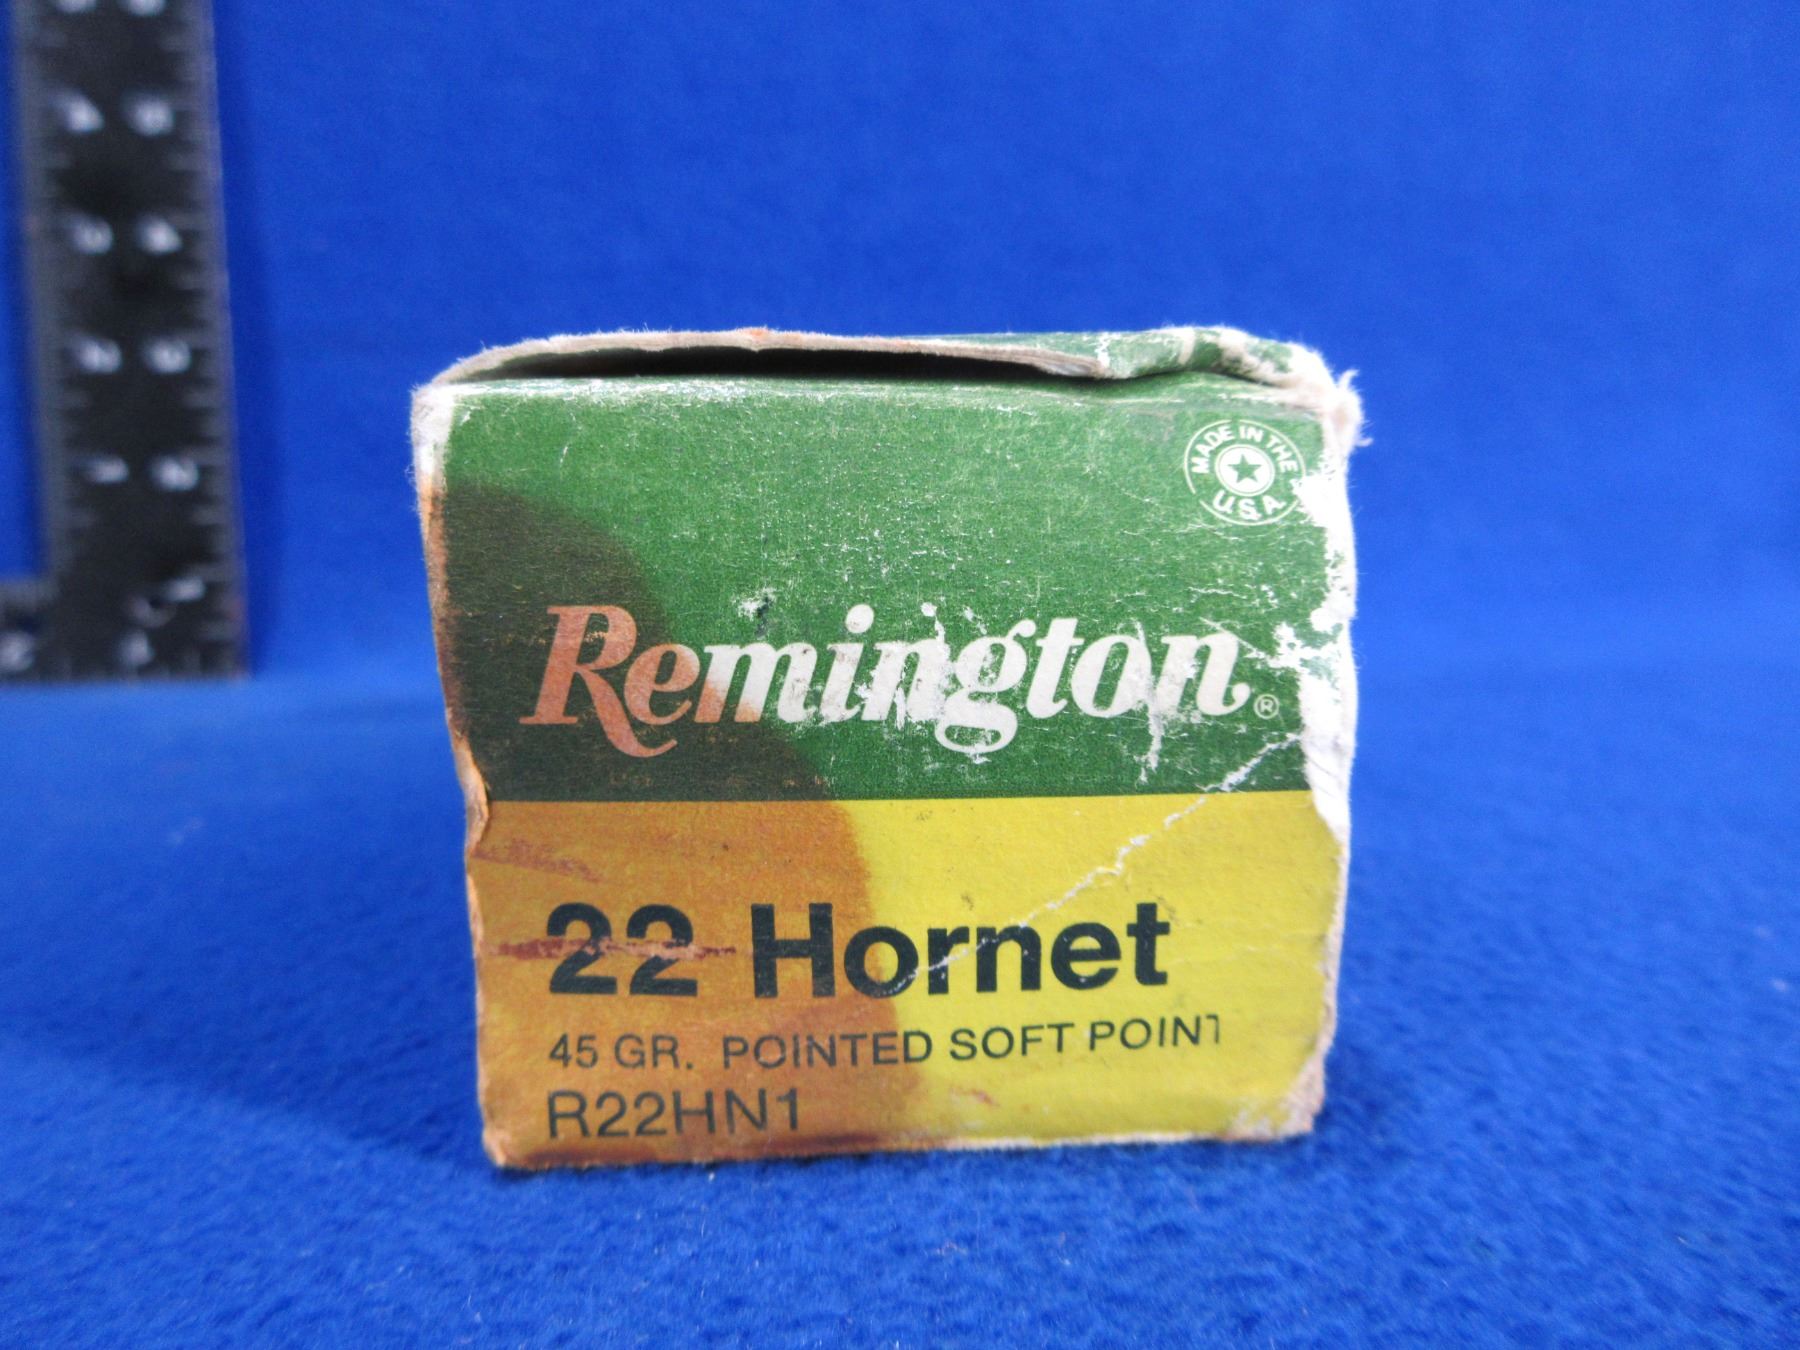 MADE IN THE
U.S.A.
Remington®
22 Hornet
45 GR. POINTED SOFT POINT
R22HN1